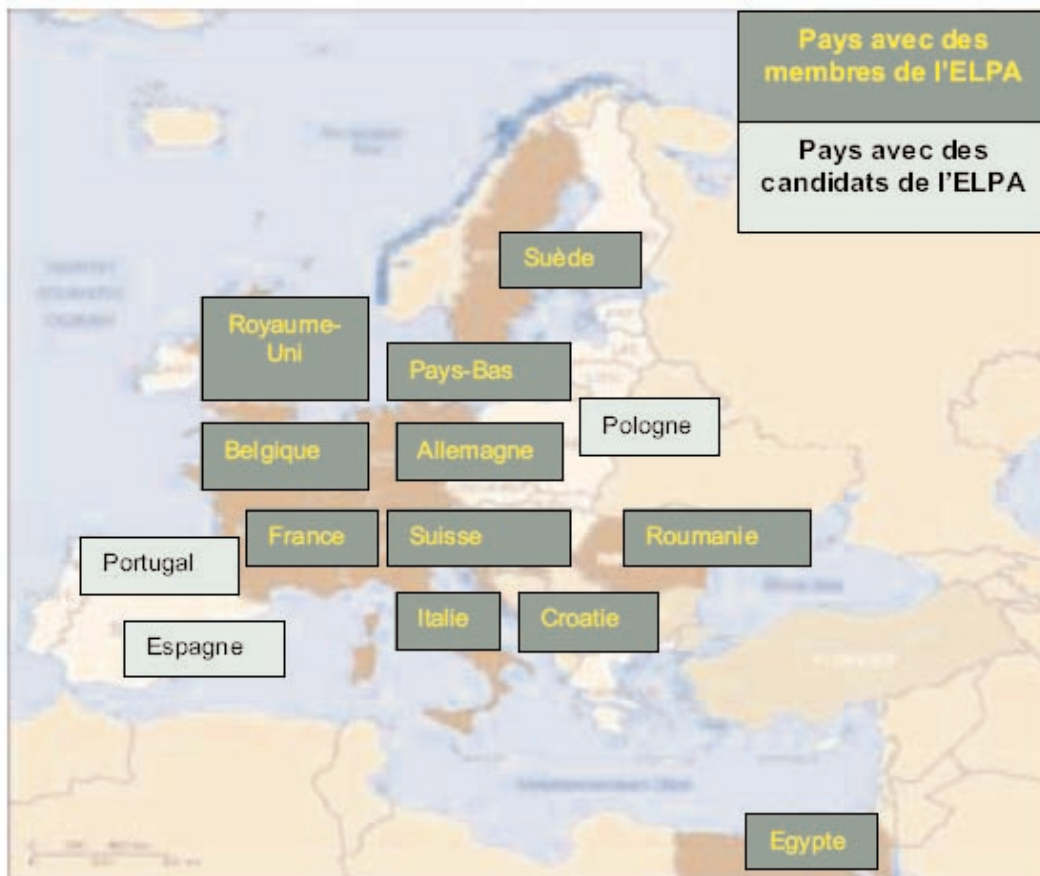 Pays avec des
membres de l'ELPA
Pays avec des
candidats de l'ELPA
Suède
Royaume-
Uni
Pays-Bas
Pologne
Belgique
Allemagne
France
Suisse
Roumanie
Portugal
Italie
Croatie
Espagne
Egypte